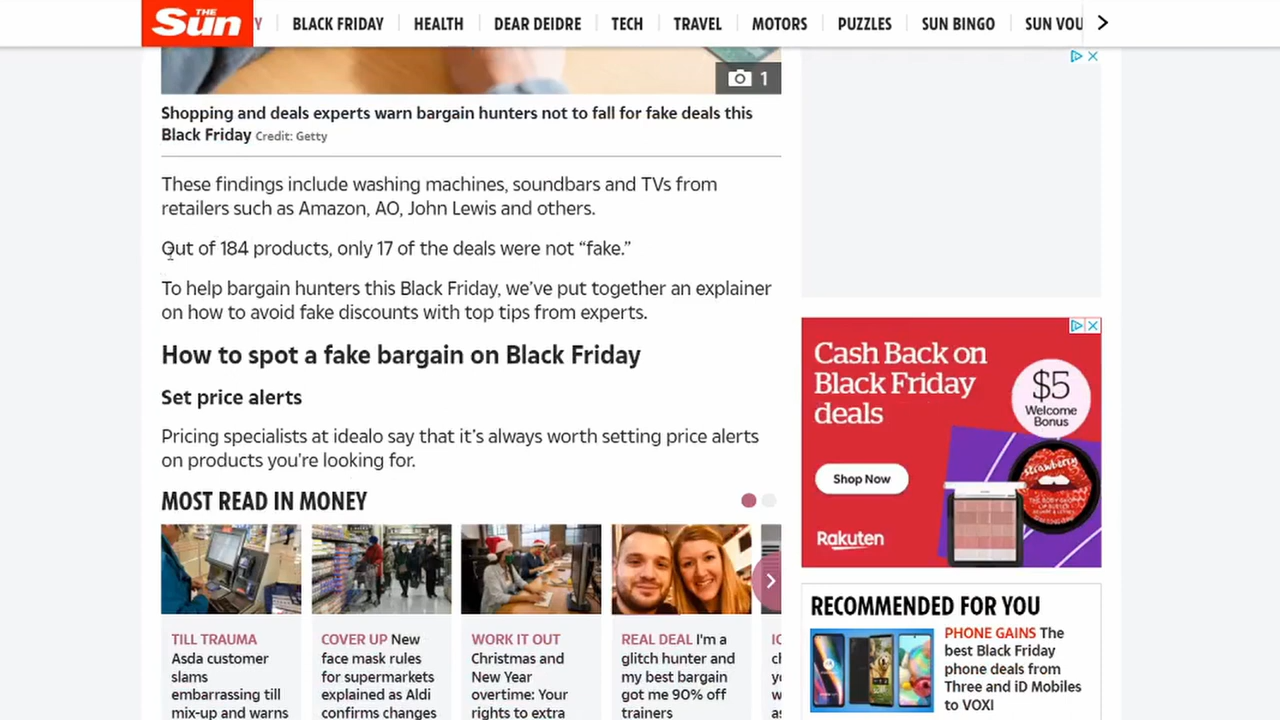 THE
Sun
Y
BLACK FRIDAY
HEALTH
DEAR DEIDRE
TECH
TRAVEL
MOTORS
PUZZLES
SUN BINGO
SUN VOU
1
Shopping and deals experts warn bargain hunters not to fall for fake deals this
Black Friday Credit: Getty
These findings include washing machines, soundbars and TVs from
retailers such as Amazon, AO, John Lewis and others.
Out of 184 products, only 17 of the deals were not “fake.”
To help bargain hunters this Black Friday, we’ve put together an explainer
on how to avoid fake discounts with top tips from experts.
How to spot a fake bargain on Black Friday
Set price alerts
Pricing specialists at idealo say that it’s always worth setting price alerts
on products you're looking for.
MOST READ IN MONEY
TILL TRAUMA
Asda customer
slams
embarrassing till
mix-up and warns
COVER UP New
face mask rules
for supermarkets
explained as Aldi
confirms changes
WORK IT OUT
Christmas and
New Year
overtime: Your
rights to extra
REAL DEAL I'm a
glitch hunter and
my best bargain
got me 90% off
trainers
Cash Back on
Black Friday
deals
$5
Welcome
Bonus
Shop Now
Rakuten
strawberry
THE BODY SHOP
RECOMMENDED FOR YOU
PHONE GAINS The
best Black Friday
phone deals from
Three and iD Mobiles
to VOXI